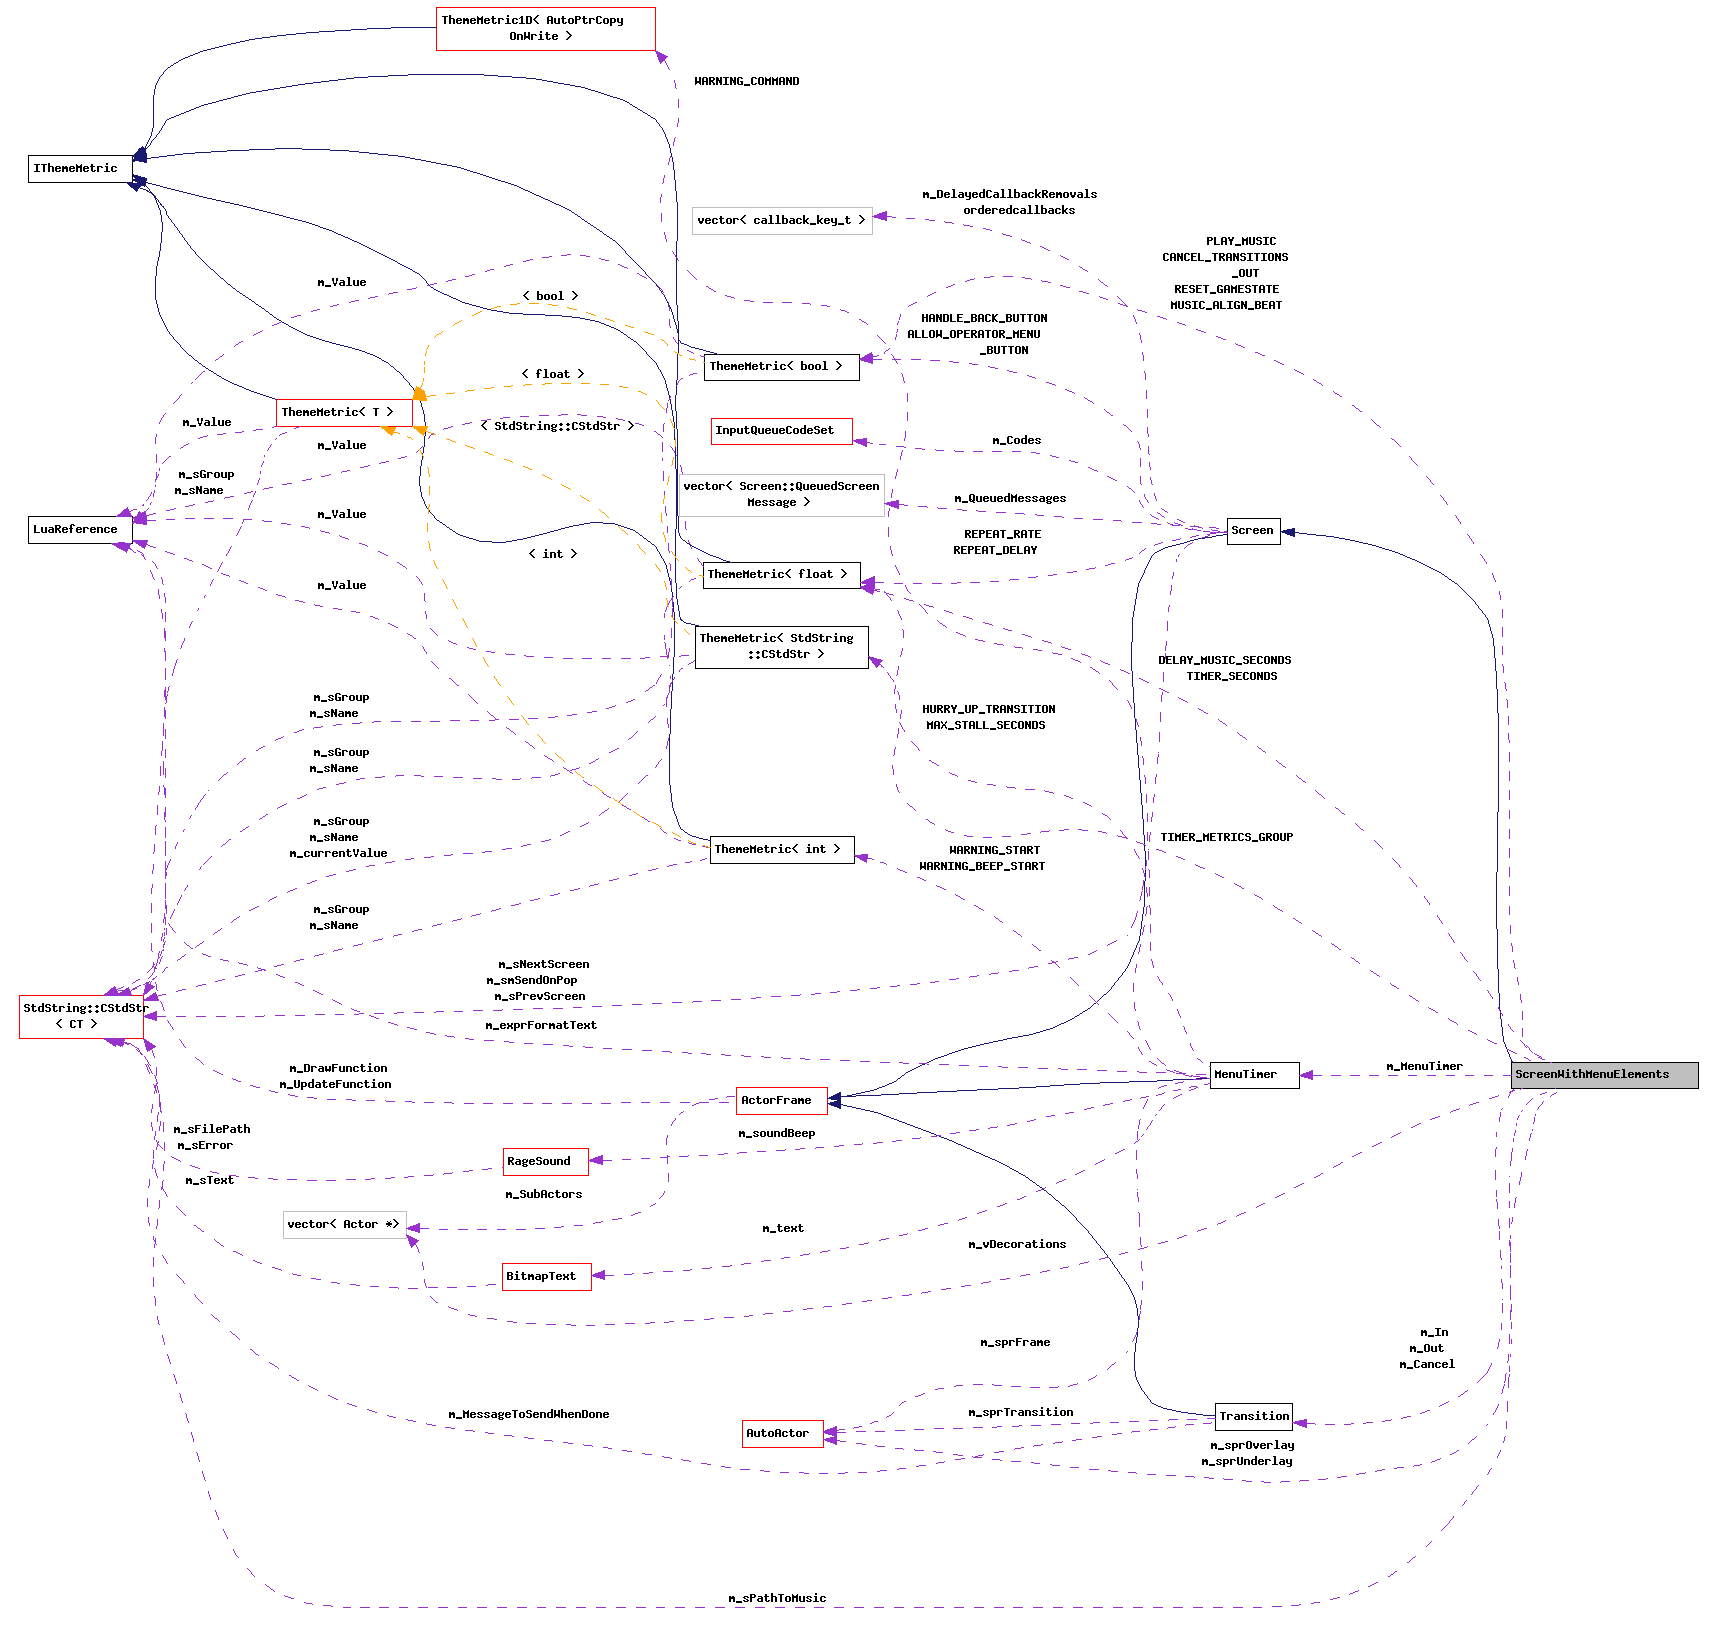 ThemeMetric1D< AutoPtrCopy
OnWrite >
WARNING_COMMAND
IThemeMetric
m_DelayedCallbackRemovals
orderedcallbacks
vector< callback_key_t >
PLAY_MUSIC
CANCEL_TRANSITIONS
_OUT
RESET_GAMESTATE
MUSIC_ALIGN_BEAT
m_Value
< bool >
HANDLE_BACK_BUTTON
ALLOW_OPERATOR_MENU
_BUTTON
ThemeMetric< bool >
< float >
ThemeMetric< T >
m_Value
< StdString::CStdStr >
InputQueueCodeSet
m_Codes
m_Value
m_sGroup
m_sName
vector< Screen::QueuedScreen
Message >
m_QueuedMessages
m_Value
LuaReference
Screen
REPEAT_RATE
REPEAT_DELAY
< int >
ThemeMetric< float >
m_Value
ThemeMetric< StdString
::CStdStr >
DELAY_MUSIC_SECONDS
TIMER_SECONDS
m_sGroup
m_sName
HURRY_UP_TRANSITION
MAX_STALL_SECONDS
m_sGroup
m_sName
m_sGroup
m_sName
m_currentValue
TIMER_METRICS_GROUP
ThemeMetric< int >
WARNING_START
WARNING_BEEP_START
m_sGroup
m_sName
m_sNextScreen
m_smSendOnPop
m_sPrevScreen
StdString::CStdStr
< CT >
m_exprFormatText
m_DrawFunction
m_UpdateFunction
m_MenuTimer
MenuTimer
ScreenWithMenuElements
ActorFrame
m_sFilePath
m_sError
m_soundBeep
RageSound
m_sText
m_SubActors
vector< Actor *>
m_text
m_vDecorations
BitmapText
m_sprFrame
m_In
m_Out
m_Cancel
m_MessageToSendWhenDone
m_sprTransition
Transition
AutoActor
m_sprOverlay
m_sprUnderlay
m_sPathToMusic